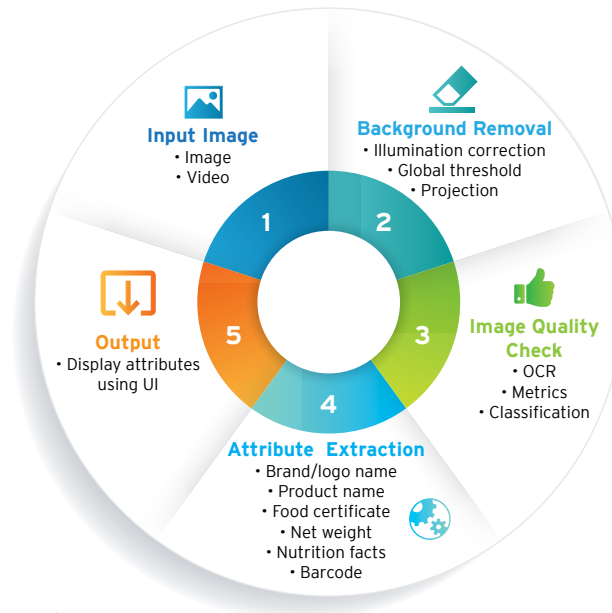 1
Input Image
• Image
• Video
2
Background Removal
• Illumination correction
• Global threshold
• Projection
3
Image Quality
Check
• OCR
• Metrics
• Classification
4
Attribute Extraction
• Brand/logo name
• Product name
• Food certificate
• Net weight
• Nutrition facts
• Barcode
5
Output
• Display attributes
using UI